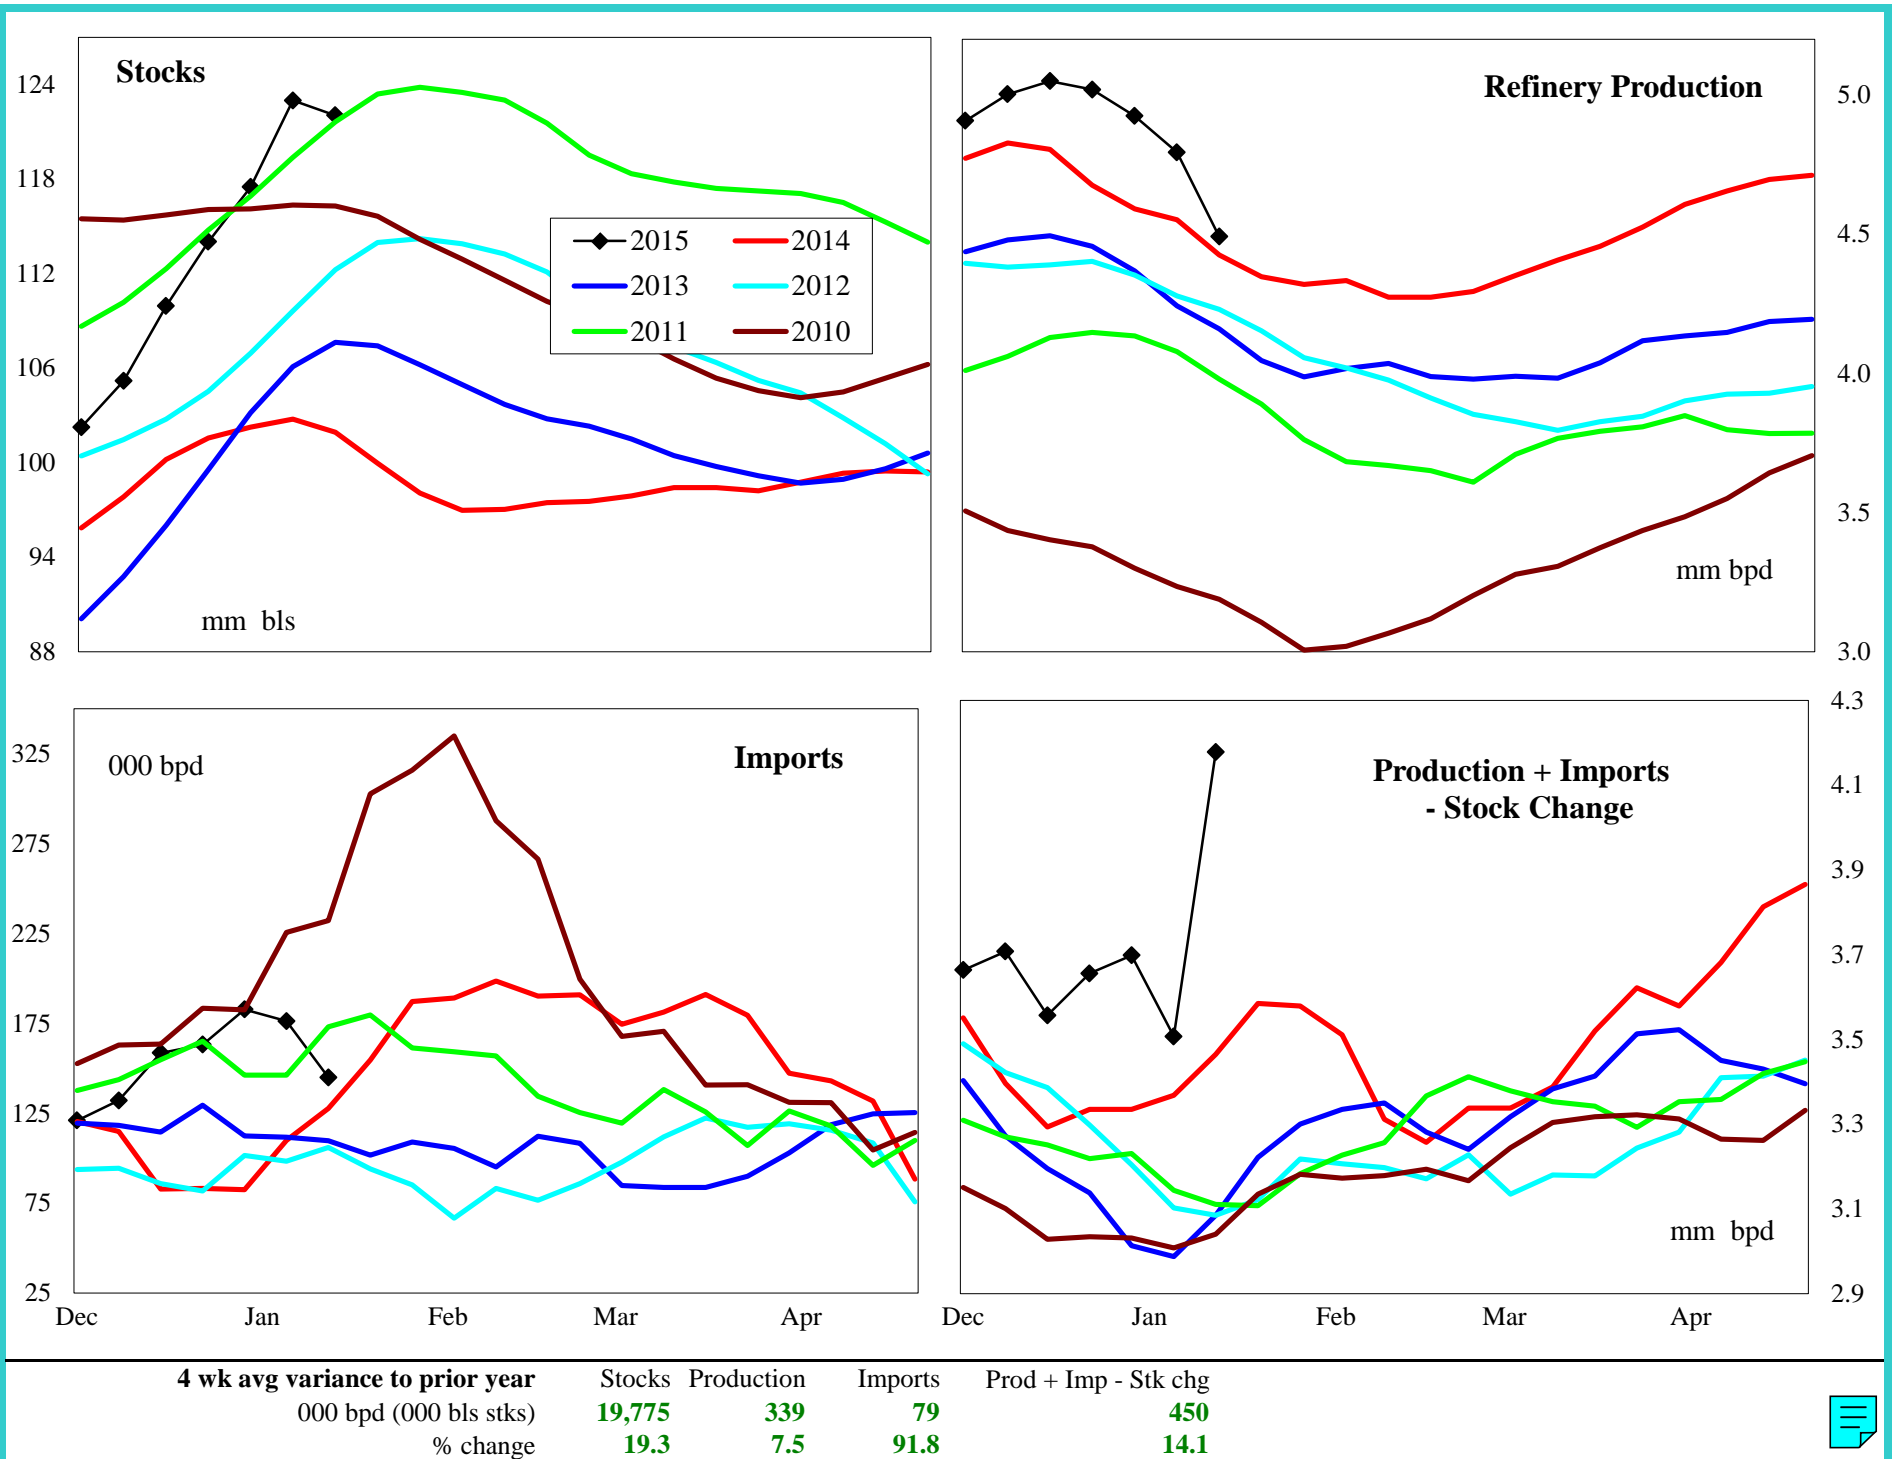 Stocks
124
118
112
106
100
94
88
mm bls
2015 2014
2013 2012
2011 2010
Refinery Production
5.0
4.5
4.0
3.5
3.0
mm bpd
Imports
000 bpd
325
275
225
175
125
75
25
Dec Jan Feb Mar Apr
Production + Imports
- Stock Change
4.3
4.1
3.9
3.7
3.5
3.3
3.1
2.9
mm bpd
Dec Jan Feb Mar Apr
4 wk avg variance to prior year Stocks Production Imports Prod + Imp - Stk chg
000 bpd (000 bls stks) 19,775 339 79 450
% change 19.3 7.5 91.8 14.1